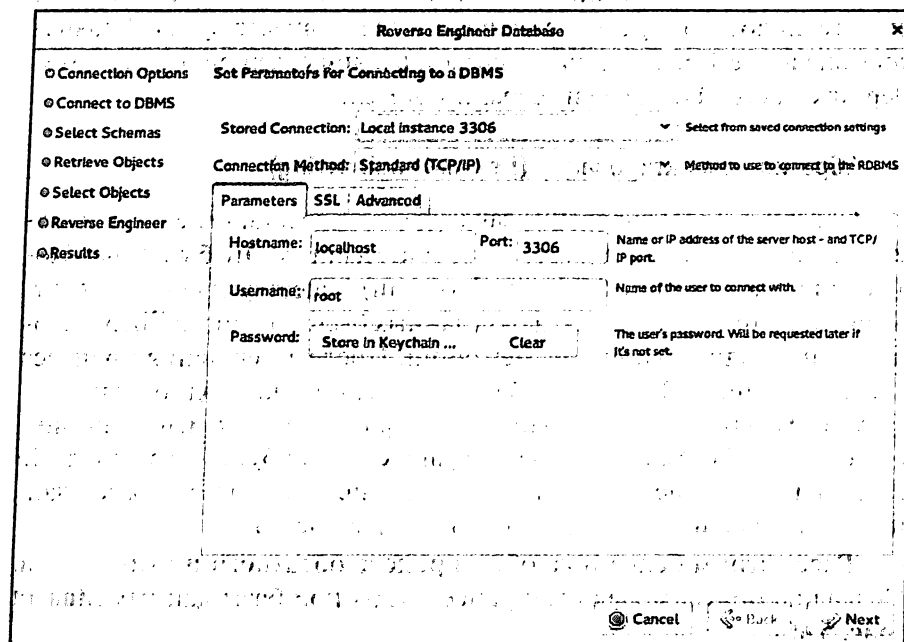 Reverse Engineer Database
Connection Options
Connect to DBMS
Select Schemas
Retrieve Objects
Select Objects
Reverse Engineer
Results
Set Parameters for Connecting to a DBMS
Stored Connection: Local instance 3306 Select from saved connection settings
Connection Method: Standard (TCP/IP) Method to use to connect to the RDBMS
Parameters SSL Advanced
Hostname: localhost Port: 3306 Name or IP address of the server host - and TCP/
IP port.
Username: root Name of the user to connect with.
Password: Store in Keychain ... Clear The user's password. Will be requested later if
it's not set.
Cancel Back Next